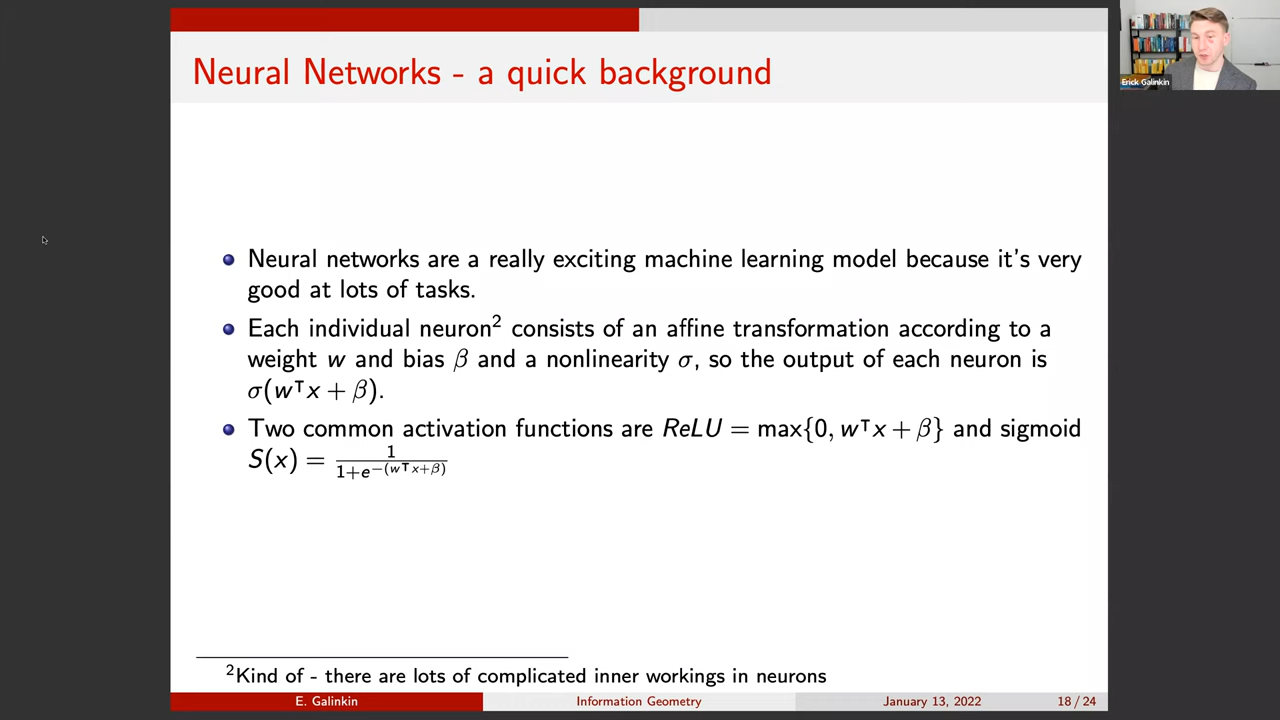 Neural Networks - a quick background
Erick Galinkin
Neural networks are a really exciting machine learning model because it's very
good at lots of tasks.
Each individual neuron² consists of an affine transformation according to a
weight w and bias β and a nonlinearity σ, so the output of each neuron is
σ(wᵀx + β).
Two common activation functions are ReLU = max{0, wᵀx + β} and sigmoid
S(x) = 1/(1+e^−(wᵀx+β))
²Kind of - there are lots of complicated inner workings in neurons
E. Galinkin Information Geometry January 13, 2022 18 / 24